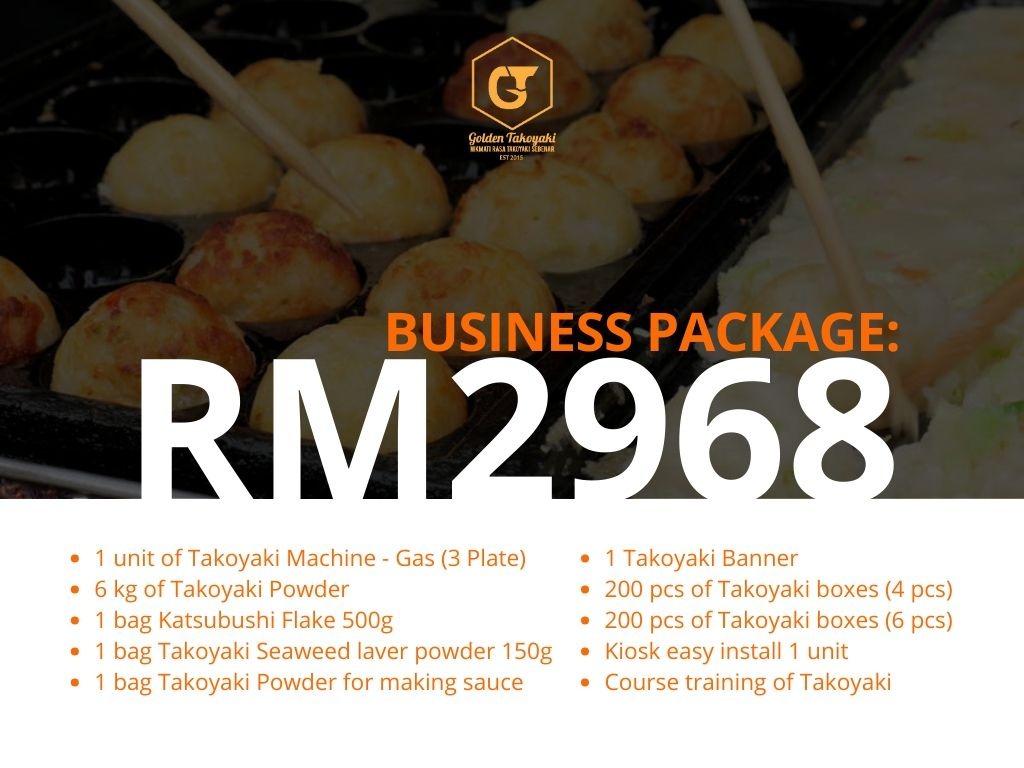 GT
Golden Takoyaki
NIKMATI RASA TAKOYAKI SEBENAR
EST 2015
BUSINESS PACKAGE:
RM2968
• 1 unit of Takoyaki Machine - Gas (3 Plate)
• 6 kg of Takoyaki Powder
• 1 bag Katsubushi Flake 500g
• 1 bag Takoyaki Seaweed laver powder 150g
• 1 bag Takoyaki Powder for making sauce
• 1 Takoyaki Banner
• 200 pcs of Takoyaki boxes (4 pcs)
• 200 pcs of Takoyaki boxes (6 pcs)
• Kiosk easy install 1 unit
• Course training of Takoyaki